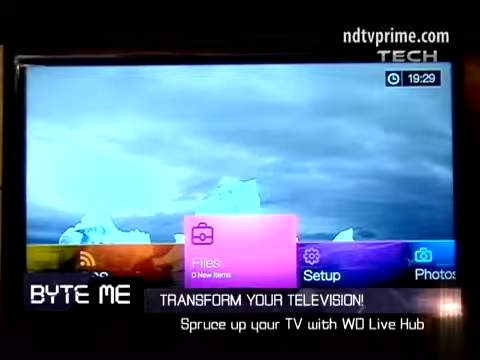 ndtvprime.com
TECH
19:29
Files
0 New Items
Setup
Photos
BYTE ME
TRANSFORM YOUR TELEVISION!
Spruce up your TV with WD Live Hub